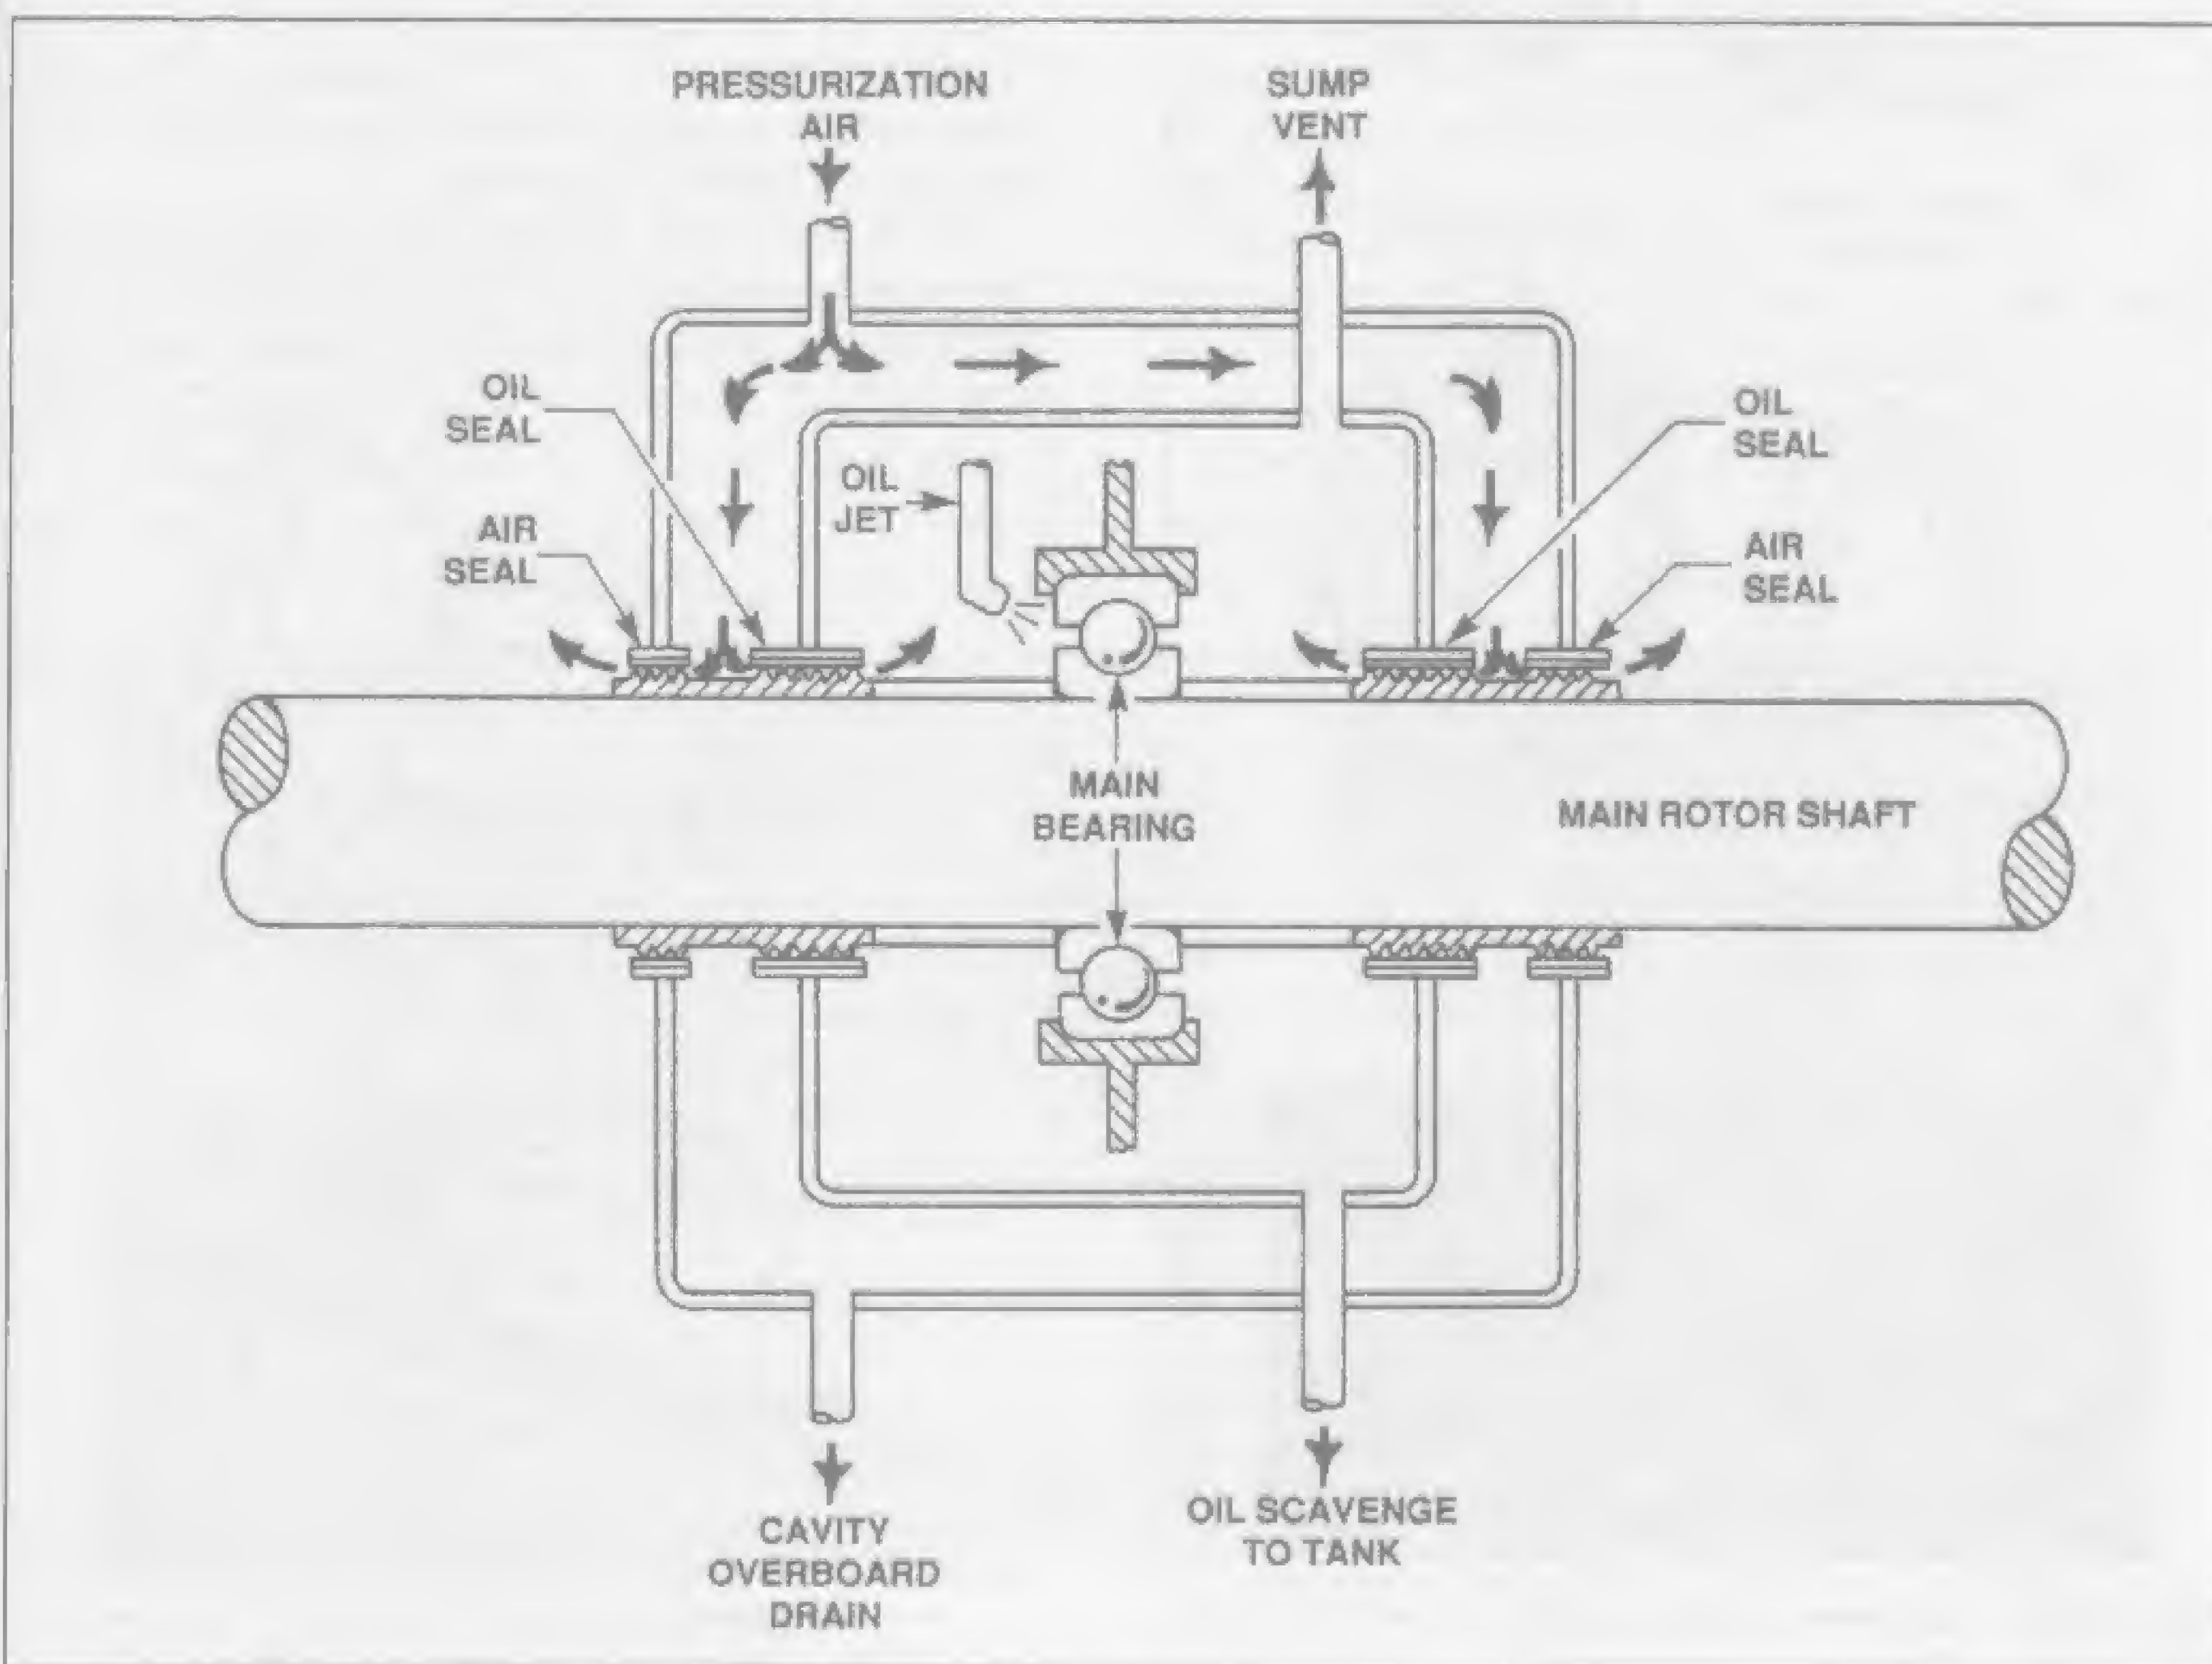 PRESSURIZATION
AIR
SUMP
VENT
OIL
SEAL
OIL
SEAL
OIL
JET
AIR
SEAL
AIR
SEAL
MAIN
BEARING
MAIN ROTOR SHAFT
CAVITY
OVERBOARD
DRAIN
OIL SCAVENGE
TO TANK